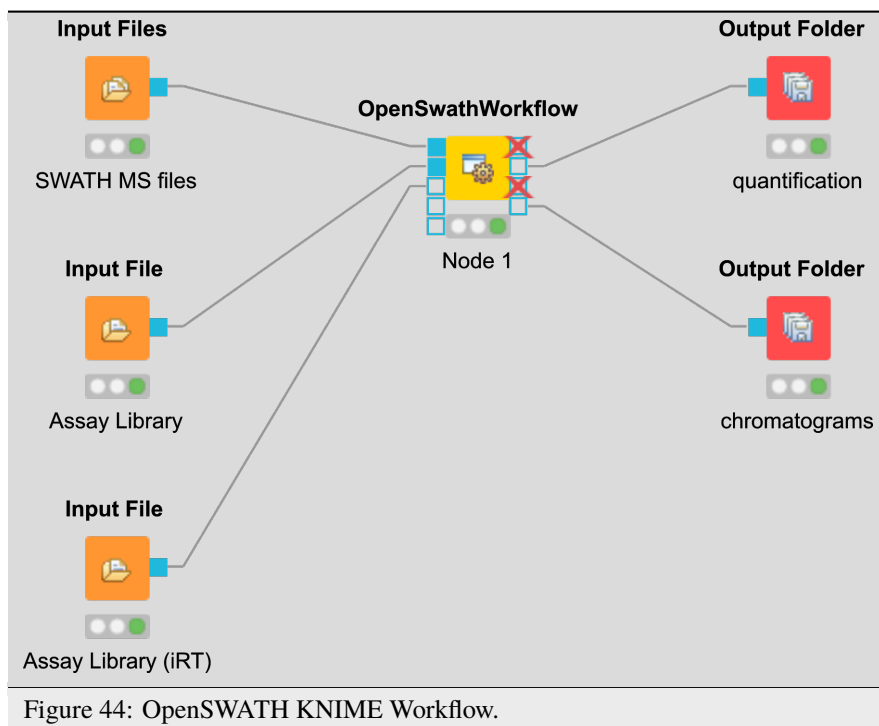 Input Files
SWATH MS files
Input File
Assay Library
Input File
Assay Library (iRT)
OpenSwathWorkflow
Node 1
Output Folder
quantification
Output Folder
chromatograms
Figure 44: OpenSWATH KNIME Workflow.